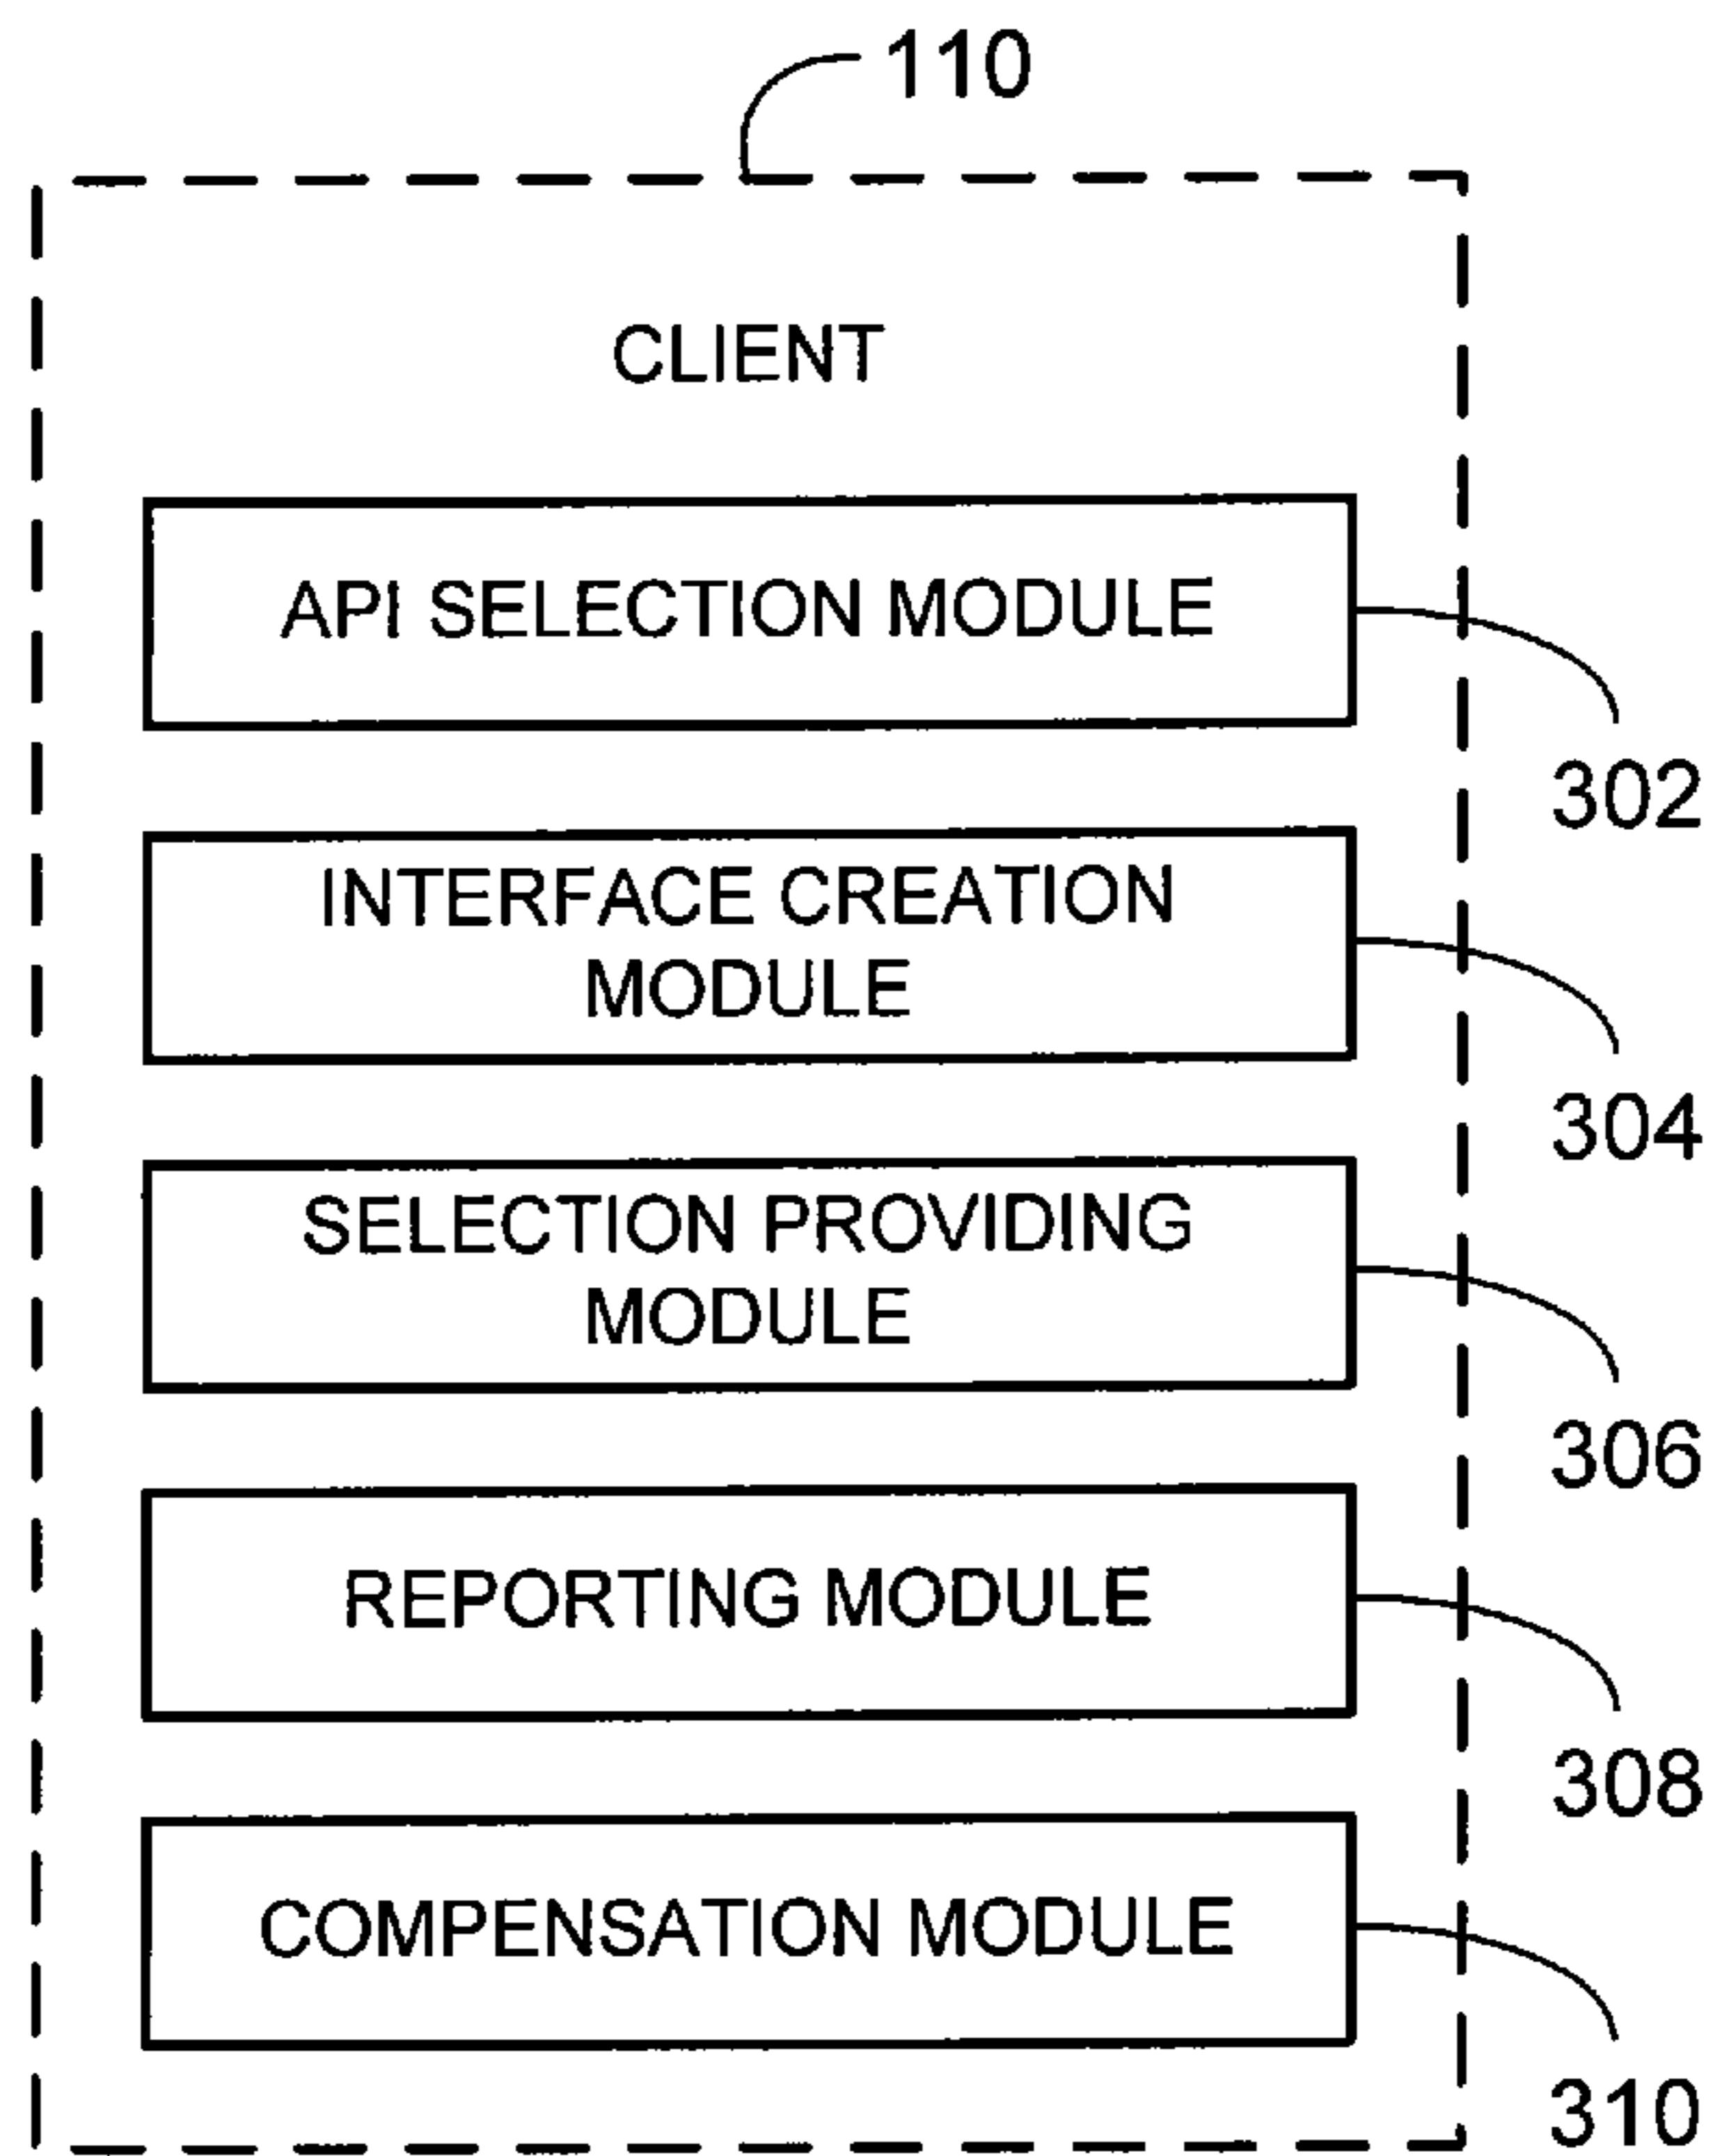 110
CLIENT
API SELECTION MODULE
302
INTERFACE CREATION
MODULE
304
SELECTION PROVIDING
MODULE
306
REPORTING MODULE
308
COMPENSATION MODULE
310